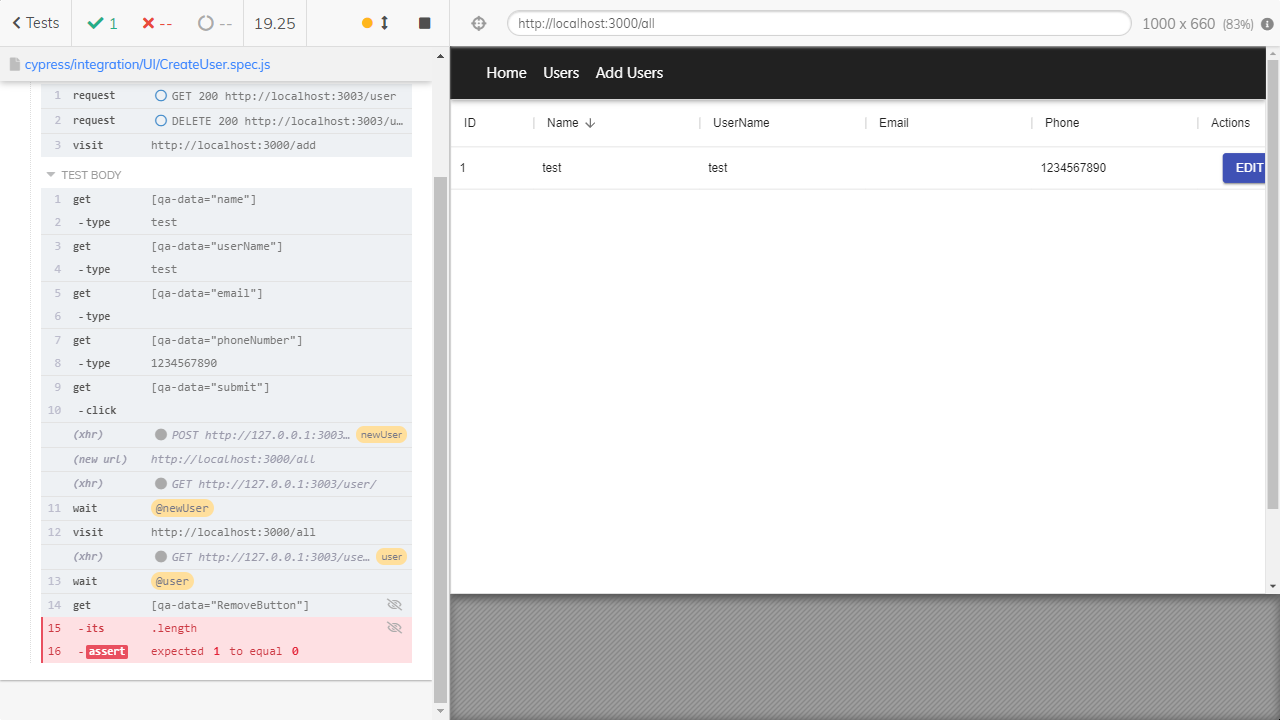 Tests 1 -- -- 19.25
cypress/integration/UI/CreateUser.spec.js
1 request GET 200 http://localhost:3003/user
2 request DELETE 200 http://localhost:3003/u…
3 visit http://localhost:3000/add
TEST BODY
1 get [qa-data="name"]
2 -type test
3 get [qa-data="userName"]
4 -type test
5 get [qa-data="email"]
6 -type
7 get [qa-data="phoneNumber"]
8 -type 1234567890
9 get [qa-data="submit"]
10 -click
(xhr) POST http://127.0.0.1:3003… newUser
(new url) http://localhost:3000/all
(xhr) GET http://127.0.0.1:3003/user/
11 wait @newUser
12 visit http://localhost:3000/all
(xhr) GET http://127.0.0.1:3003/use… user
13 wait @user
14 get [qa-data="RemoveButton"]
15 -its .length
16 -assert expected 1 to equal 0
http://localhost:3000/all 1000 x 660 (83%)
Home Users Add Users
ID Name UserName Email Phone Actions
1 test test 1234567890 EDIT